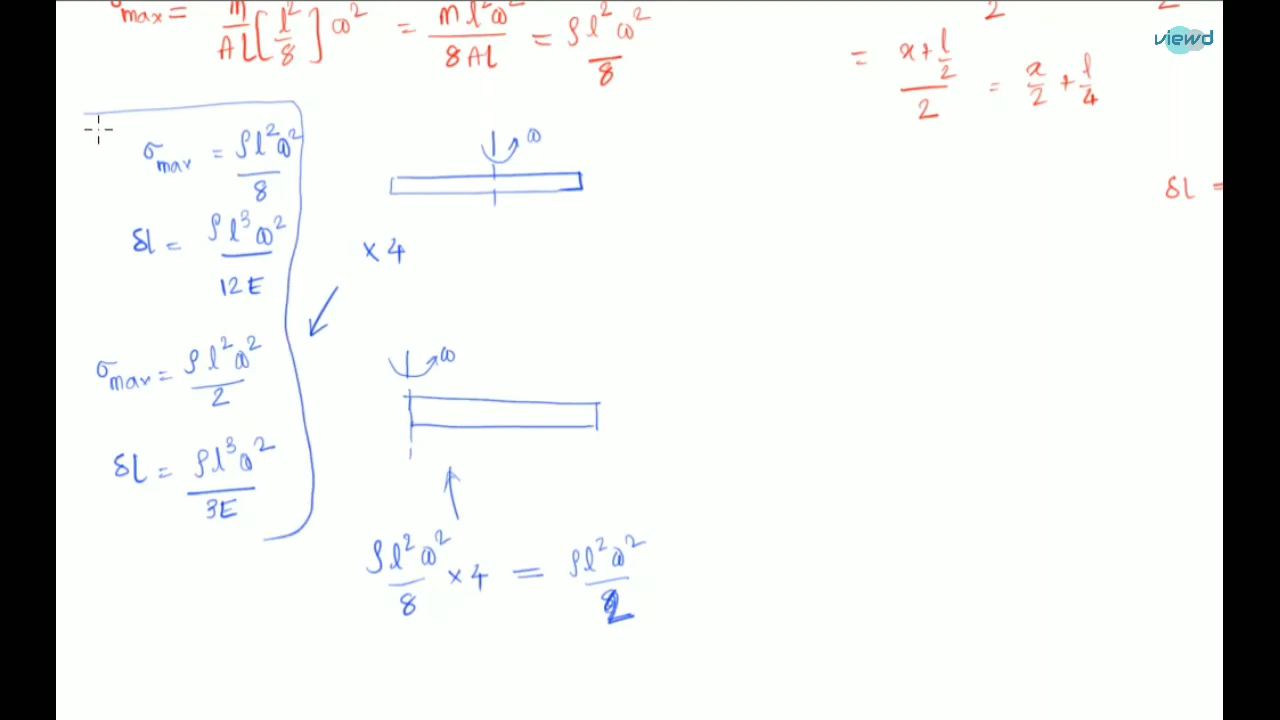 σmax = m/Al [l²/8] ω² = ml²ω²/8Al = ρl²ω²/8
= (x + l/2)/2 = x/2 + l/4
viewd
σmax = ρl²ω²/8
ω
δl = ρl³ω²/12E
× 4
δl =
σmax = ρl²ω²/2
ω
δl = ρl³ω²/3E
ρl²ω²/8 × 4 = ρl²ω²/2